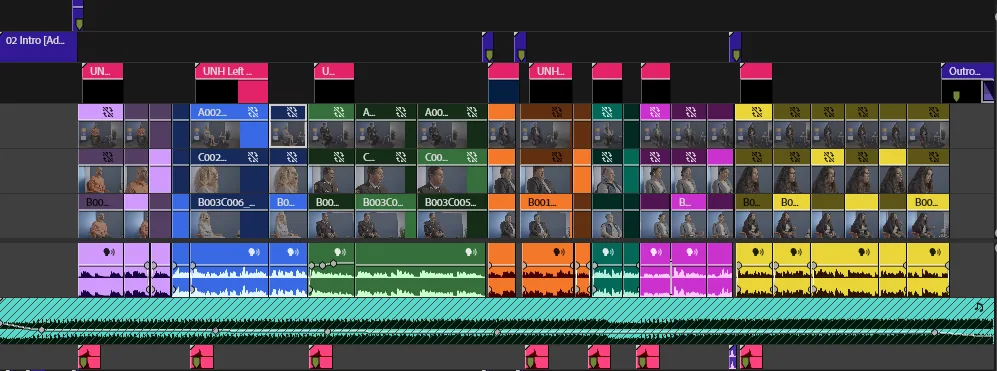 02 Intro [Ad...
UN...
UNH Left ...
U...
UNH...
Outro...
A002...
A...
A00...
C002...
C...
C00...
B00...
B003C006_...
B0...
B00...
B003C0...
B003C005...
B001...
B...
B0...
B00...
B00...
B00...